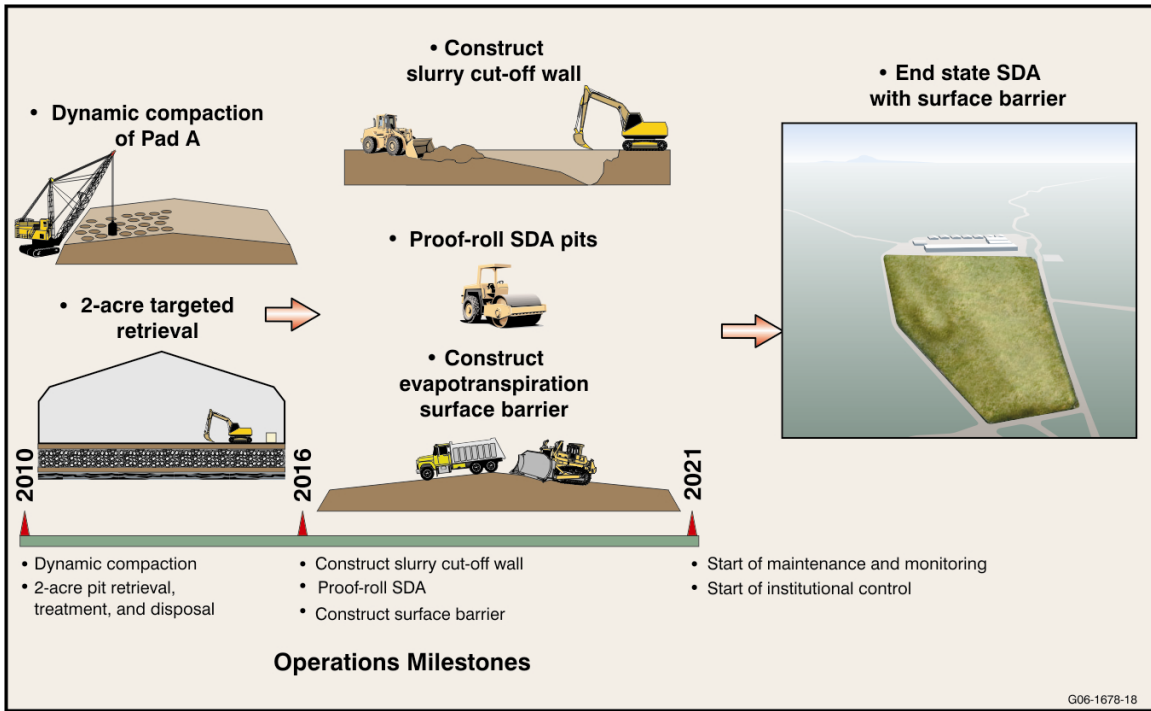 • Dynamic compaction
of Pad A
• 2-acre targeted
retrieval
• Construct
slurry cut-off wall
• Proof-roll SDA pits
• Construct
evapotranspiration
surface barrier
• End state SDA
with surface barrier
2010
2016
2021
• Dynamic compaction
• 2-acre pit retrieval,
treatment, and disposal
• Construct slurry cut-off wall
• Proof-roll SDA
• Construct surface barrier
• Start of maintenance and monitoring
• Start of institutional control
Operations Milestones
G06-1678-18